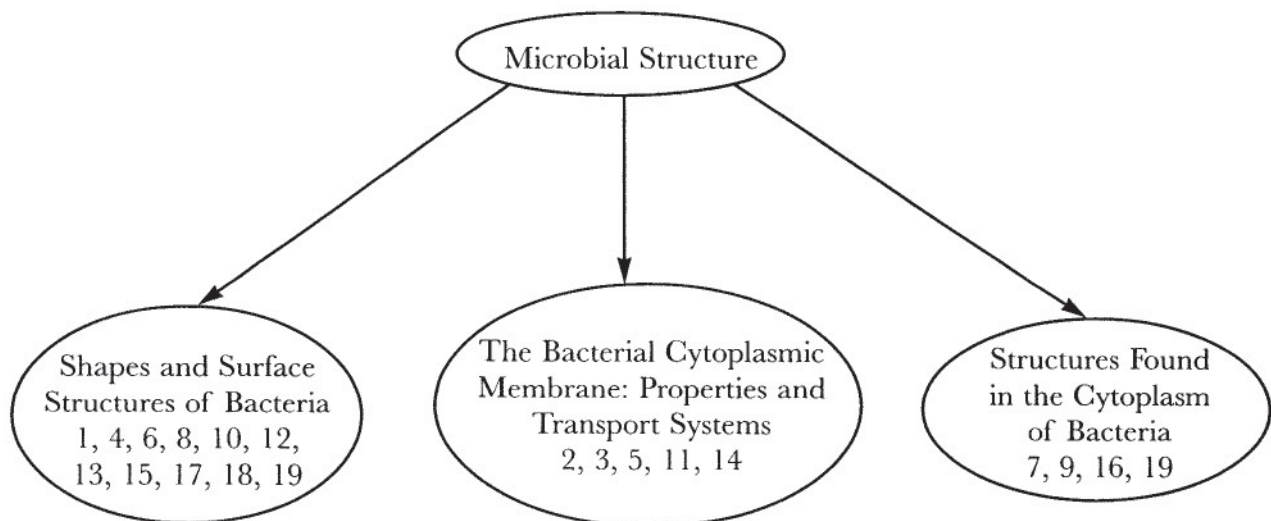 Microbial Structure
Shapes and Surface
Structures of Bacteria
1, 4, 6, 8, 10, 12,
13, 15, 17, 18, 19
The Bacterial Cytoplasmic
Membrane: Properties and
Transport Systems
2, 3, 5, 11, 14
Structures Found
in the Cytoplasm
of Bacteria
7, 9, 16, 19